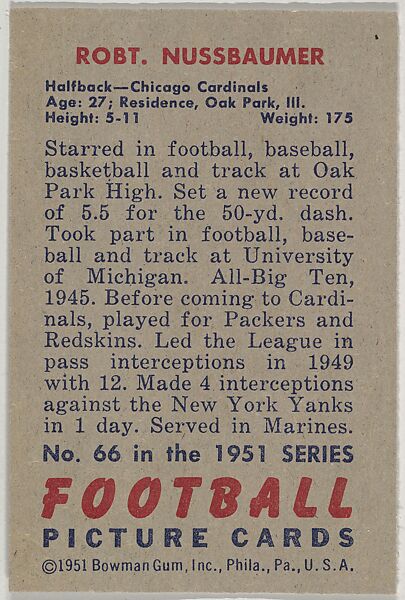 ROBT. NUSSBAUMER
Halfback—Chicago Cardinals
Age: 27; Residence, Oak Park, Ill.
Height: 5-11 Weight: 175
Starred in football, baseball,
basketball and track at Oak
Park High. Set a new record
of 5.5 for the 50-yd. dash.
Took part in football, base-
ball and track at University
of Michigan. All-Big Ten,
1945. Before coming to Cardi-
nals, played for Packers and
Redskins. Led the League in
pass interceptions in 1949
with 12. Made 4 interceptions
against the New York Yanks
in 1 day. Served in Marines.
No. 66 in the 1951 SERIES
FOOTBALL
PICTURE CARDS
©1951 Bowman Gum, Inc., Phila., Pa., U. S. A.